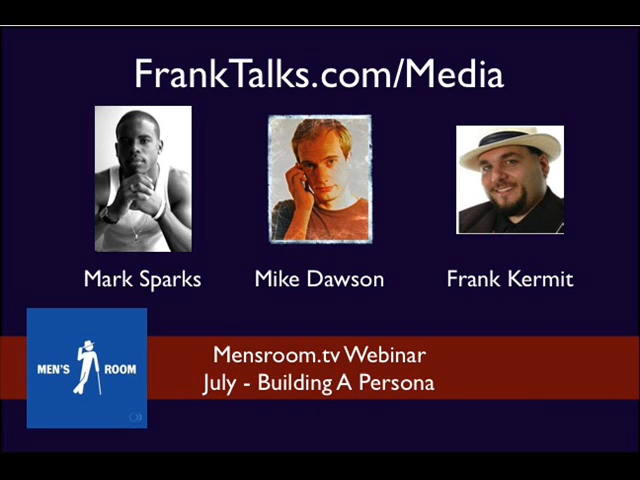 FrankTalks.com/Media
Mark Sparks
Mike Dawson
Frank Kermit
MEN'S ROOM
Mensroom.tv Webinar
July - Building A Persona